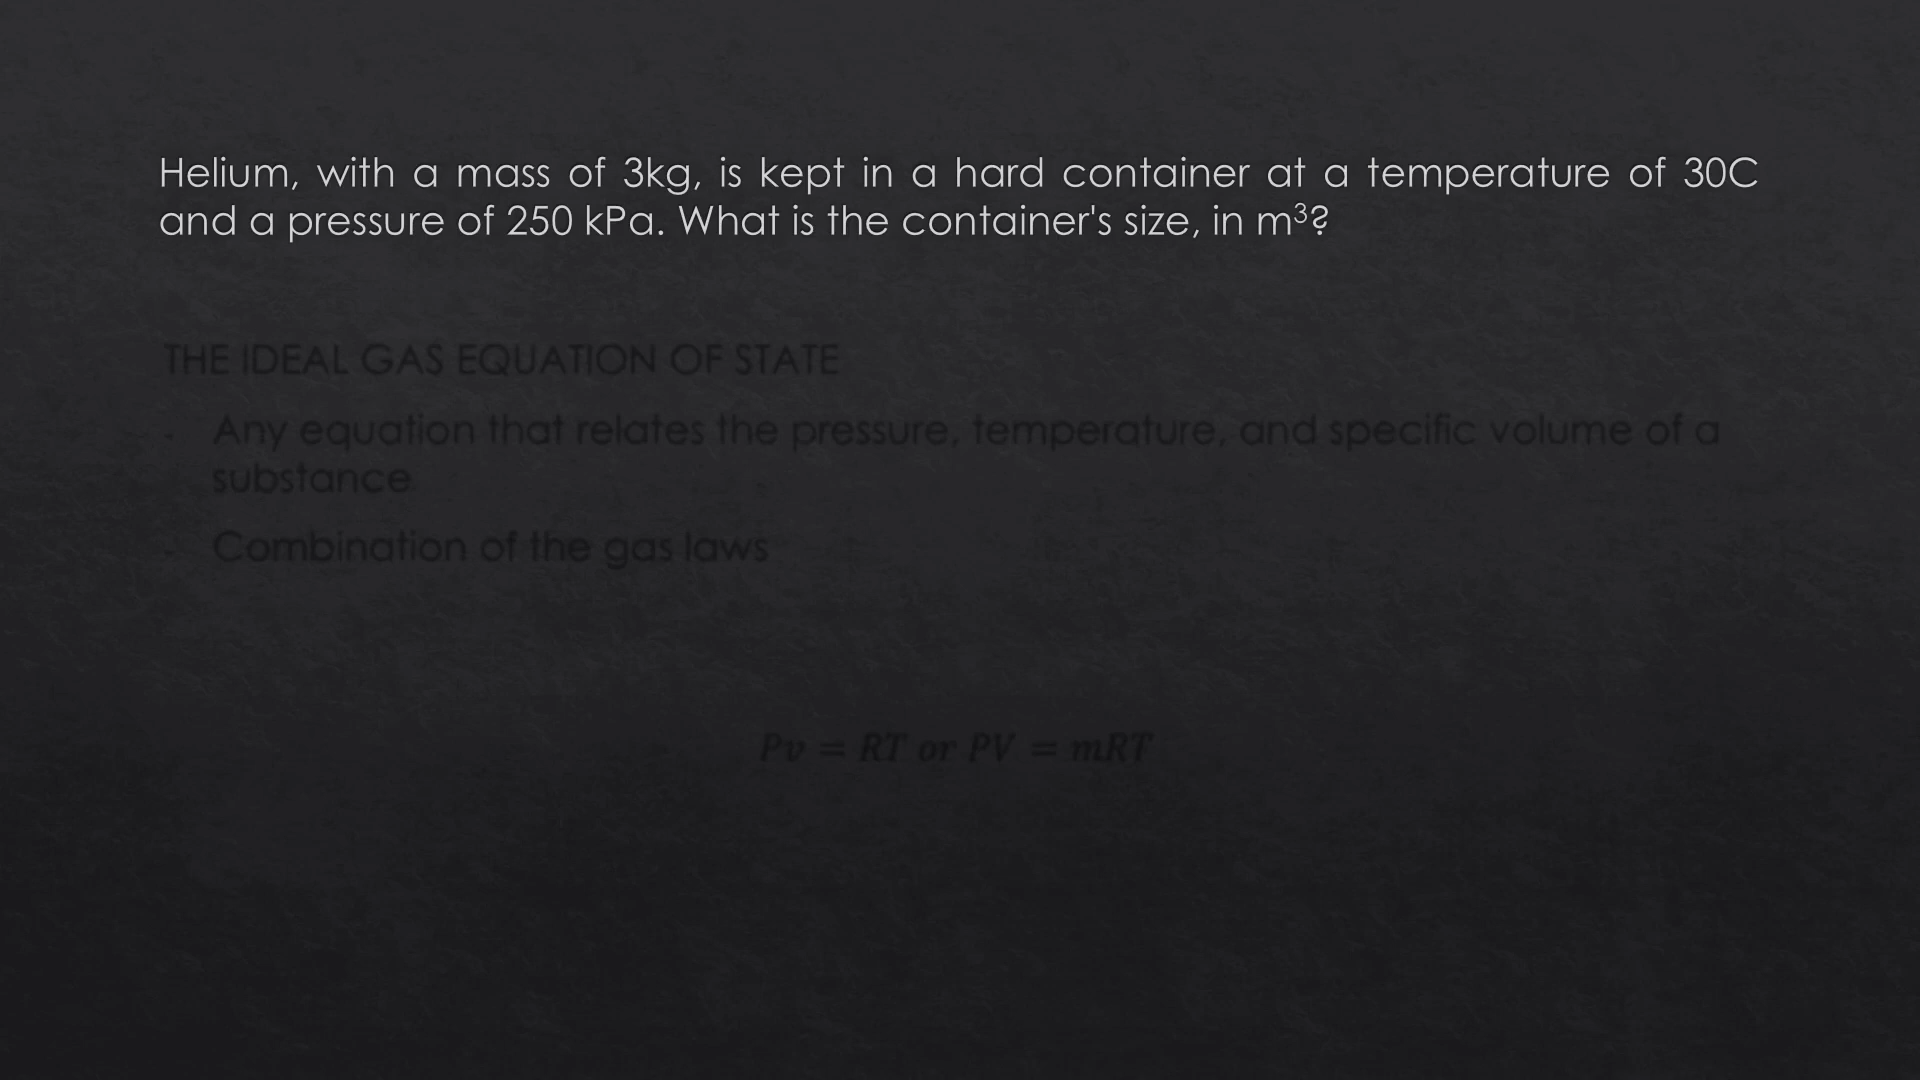 Helium, with a mass of 3kg, is kept in a hard container at a temperature of 30C
and a pressure of 250 kPa. What is the container's size, in m³?
THE IDEAL GAS EQUATION OF STATE
- Any equation that relates the pressure, temperature, and specific volume of a
substance
- Combination of the gas laws
Pv = RT or PV = mRT